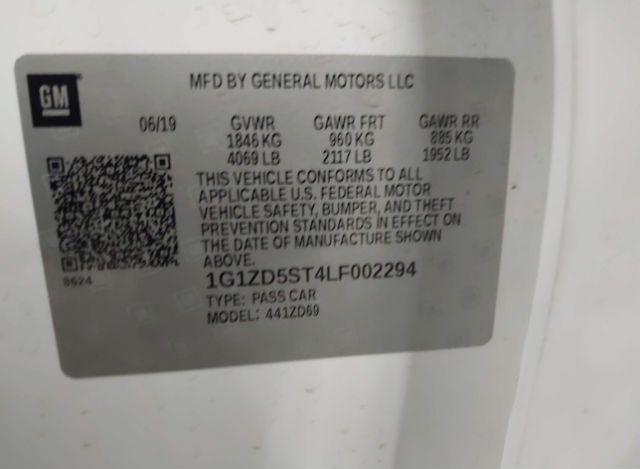 GM
MFD BY GENERAL MOTORS LLC
06/19 GVWR GAWR FRT GAWR RR
1846 KG 960 KG 885 KG
4069 LB 2117 LB 1952 LB
THIS VEHICLE CONFORMS TO ALL
APPLICABLE U.S. FEDERAL MOTOR
VEHICLE SAFETY, BUMPER, AND THEFT
PREVENTION STANDARDS IN EFFECT ON
THE DATE OF MANUFACTURE SHOWN
ABOVE.
8624
1G1ZD5ST4LF002294
TYPE: PASS CAR
MODEL: 441ZD69